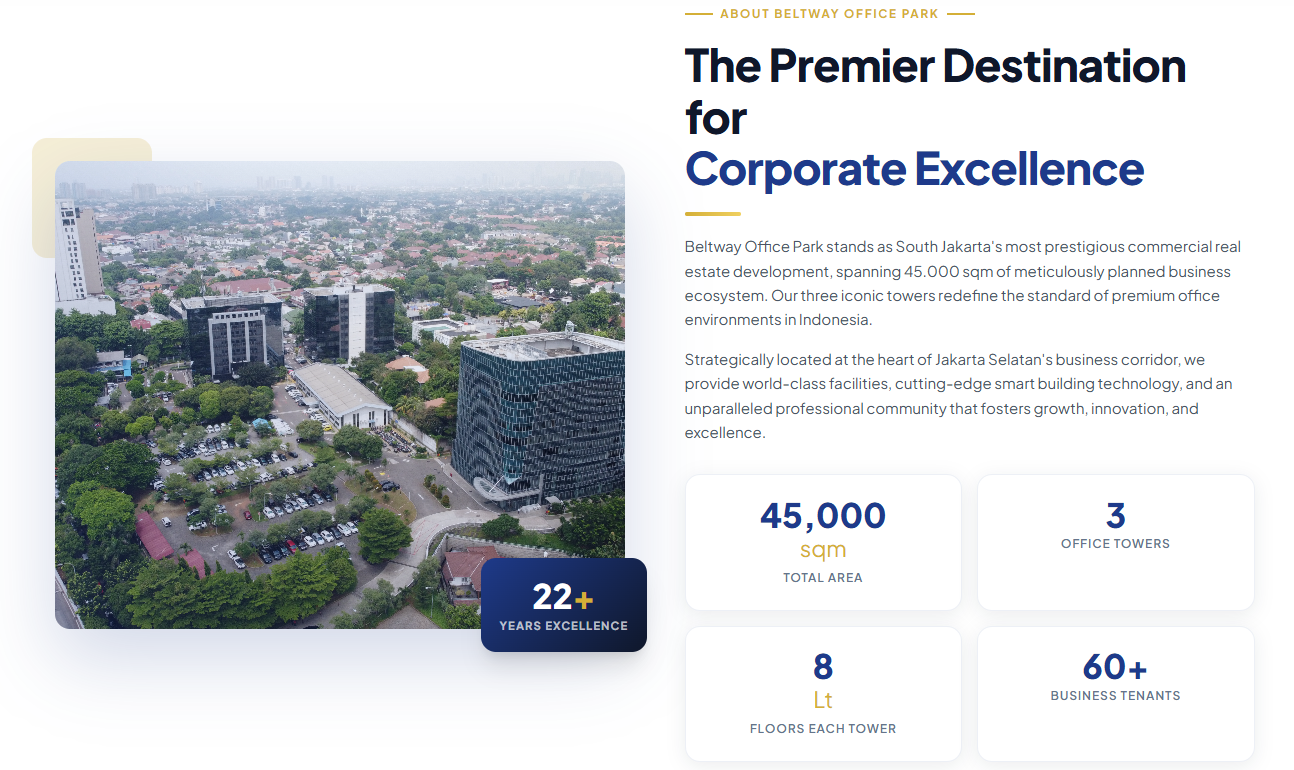 ABOUT BELTWAY OFFICE PARK
The Premier Destination
for
Corporate Excellence
Beltway Office Park stands as South Jakarta's most prestigious commercial real
estate development, spanning 45.000 sqm of meticulously planned business
ecosystem. Our three iconic towers redefine the standard of premium office
environments in Indonesia.
Strategically located at the heart of Jakarta Selatan's business corridor, we
provide world-class facilities, cutting-edge smart building technology, and an
unparalleled professional community that fosters growth, innovation, and
excellence.
22+
YEARS EXCELLENCE
45,000
sqm
TOTAL AREA
3
OFFICE TOWERS
8
Lt
FLOORS EACH TOWER
60+
BUSINESS TENANTS